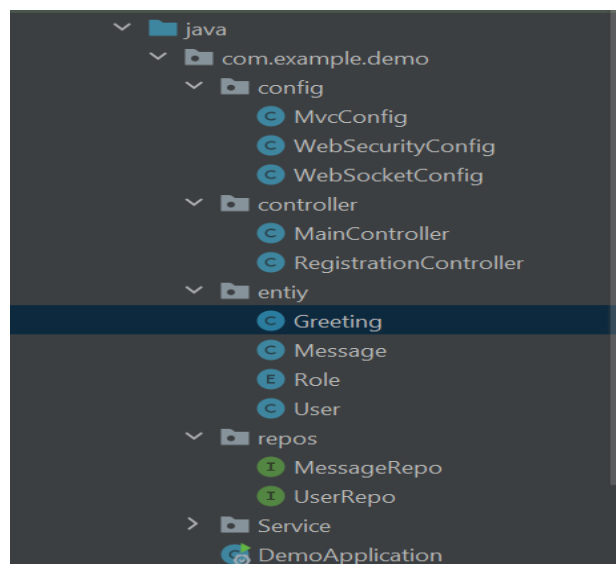 java
com.example.demo
config
C MvcConfig
C WebSecurityConfig
C WebSocketConfig
controller
C MainController
C RegistrationController
entiy
C Greeting
C Message
E Role
C User
repos
I MessageRepo
I UserRepo
Service
DemoApplication